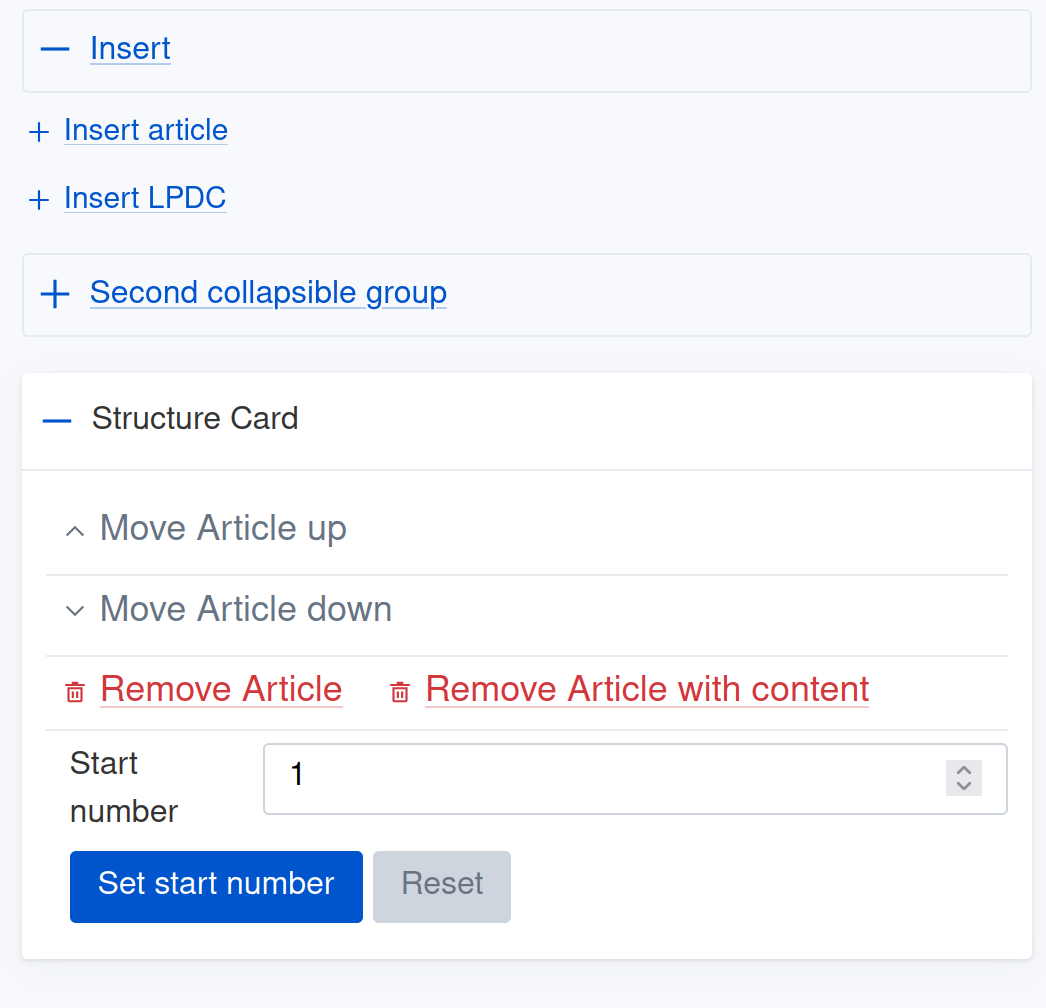 Insert
Insert article
Insert LPDC
Second collapsible group
Structure Card
Move Article up
Move Article down
Remove Article Remove Article with content
Start number
1
Set start number Reset